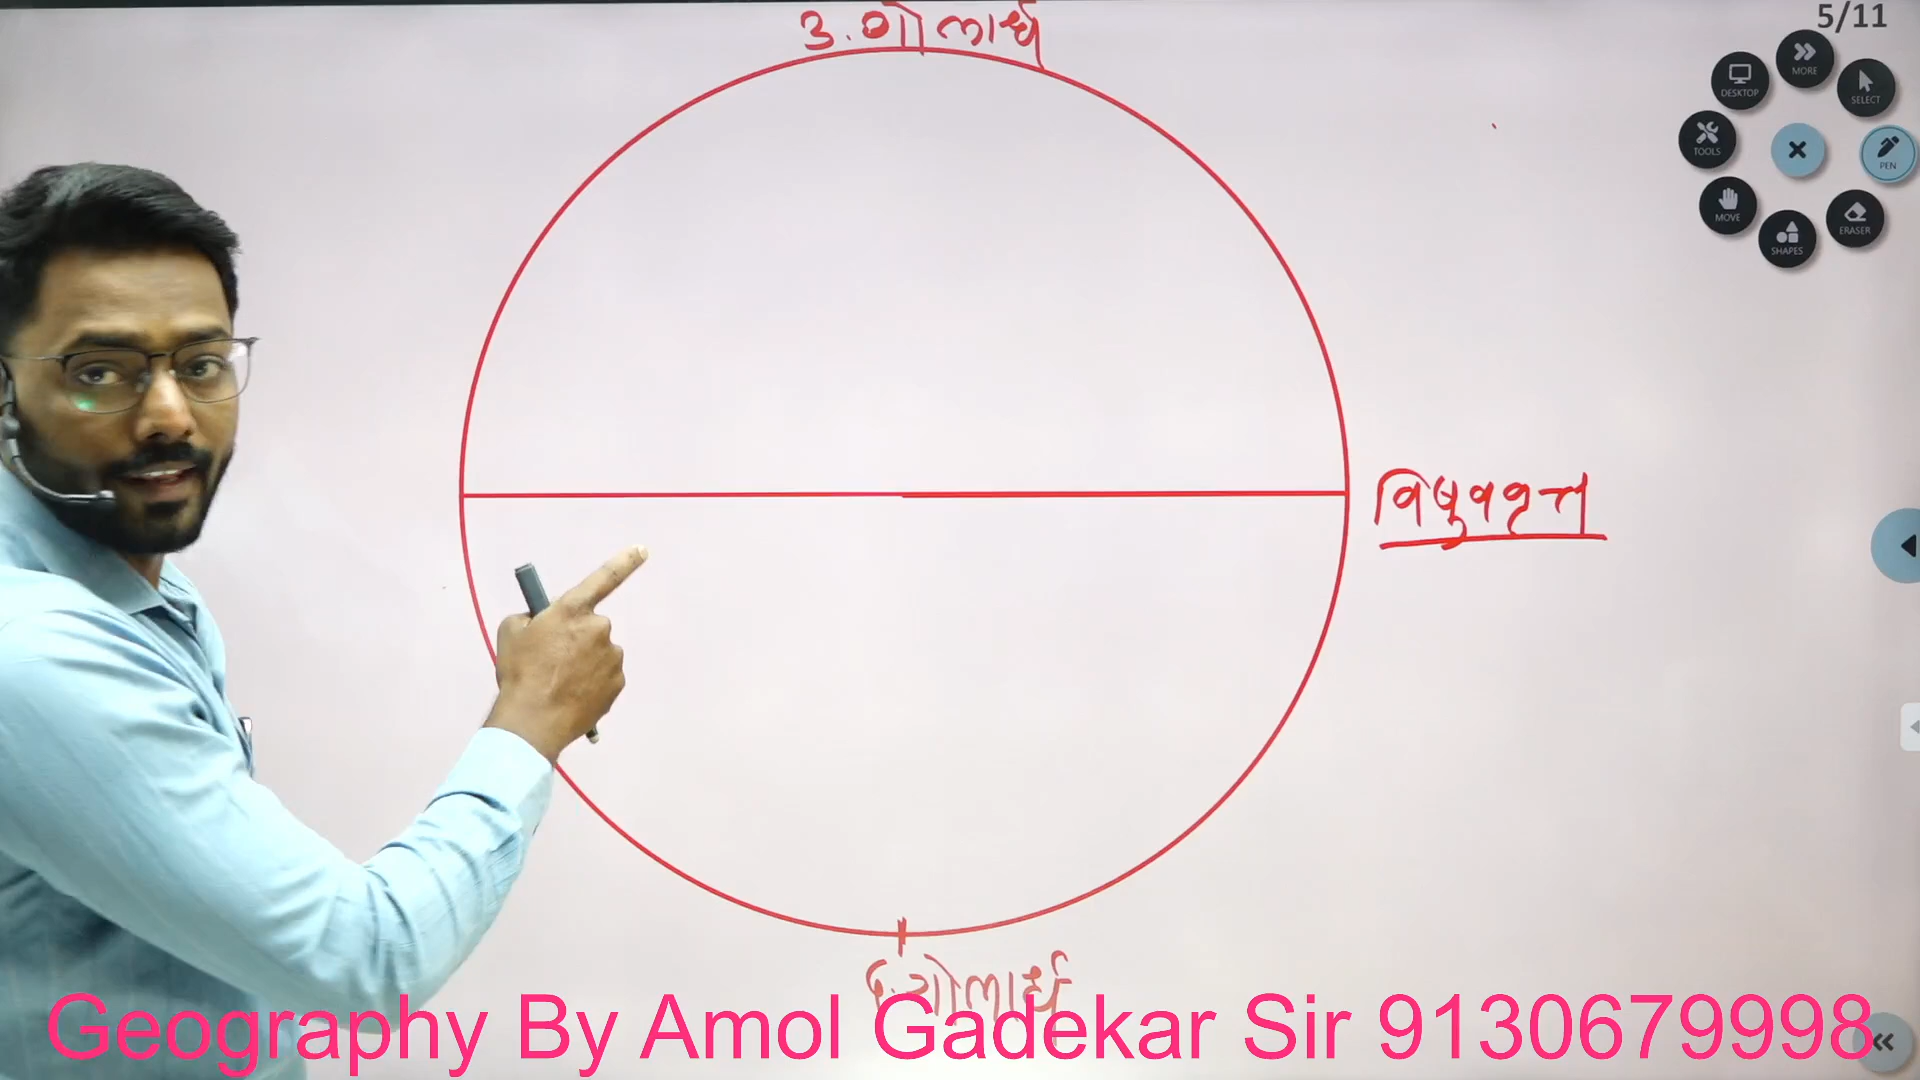 5/11
उ. गोलार्ध
MORE
DESKTOP
SELECT
TOOLS
PEN
MOVE
ERASER
SHAPES
विषुववृत्त
द. गोलार्ध
Geography By Amol Gadekar Sir 9130679998